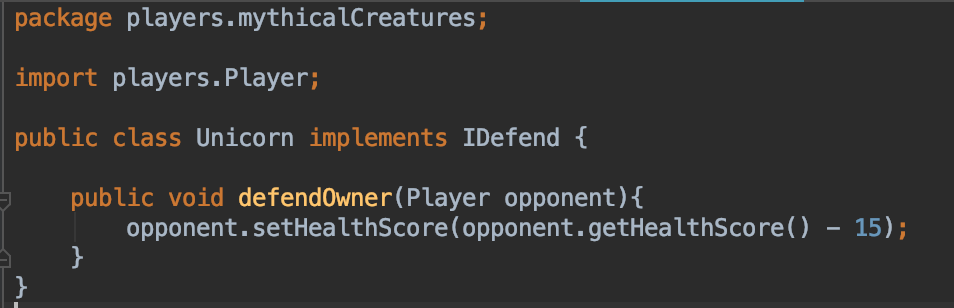 package players.mythicalCreatures;
import players.Player;
public class Unicorn implements IDefend {
public void defendOwner(Player opponent){
opponent.setHealthScore(opponent.getHealthScore() - 15);
}
}